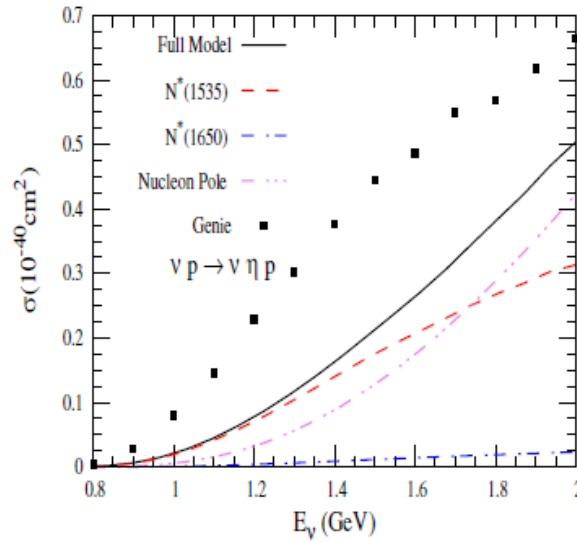 0.7
0.6
0.5
0.4
0.3
0.2
0.1
0
σ(10⁻⁴⁰cm²)
Full Model
N*(1535)
N*(1650)
Nucleon Pole
Genie
ν p → ν η p
0.8 1 1.2 1.4 1.6 1.8 2
E_ν (GeV)